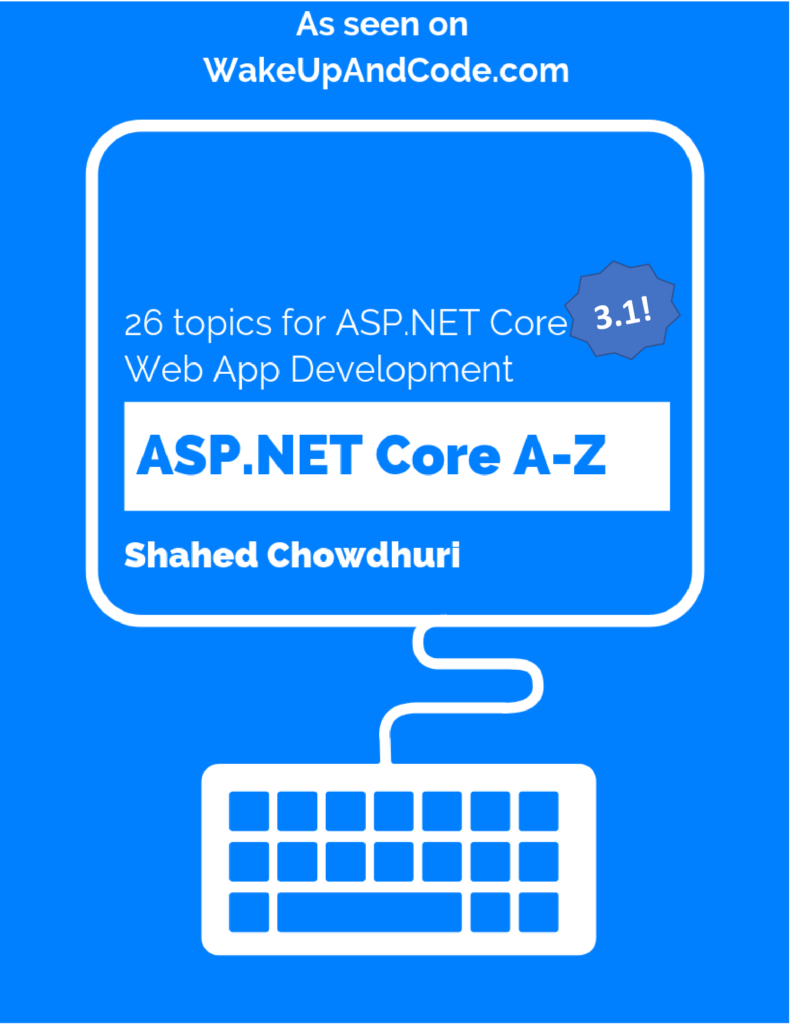 As seen on
WakeUpAndCode.com
26 topics for ASP.NET Core
3.1!
Web App Development
ASP.NET Core A-Z
Shahed Chowdhuri